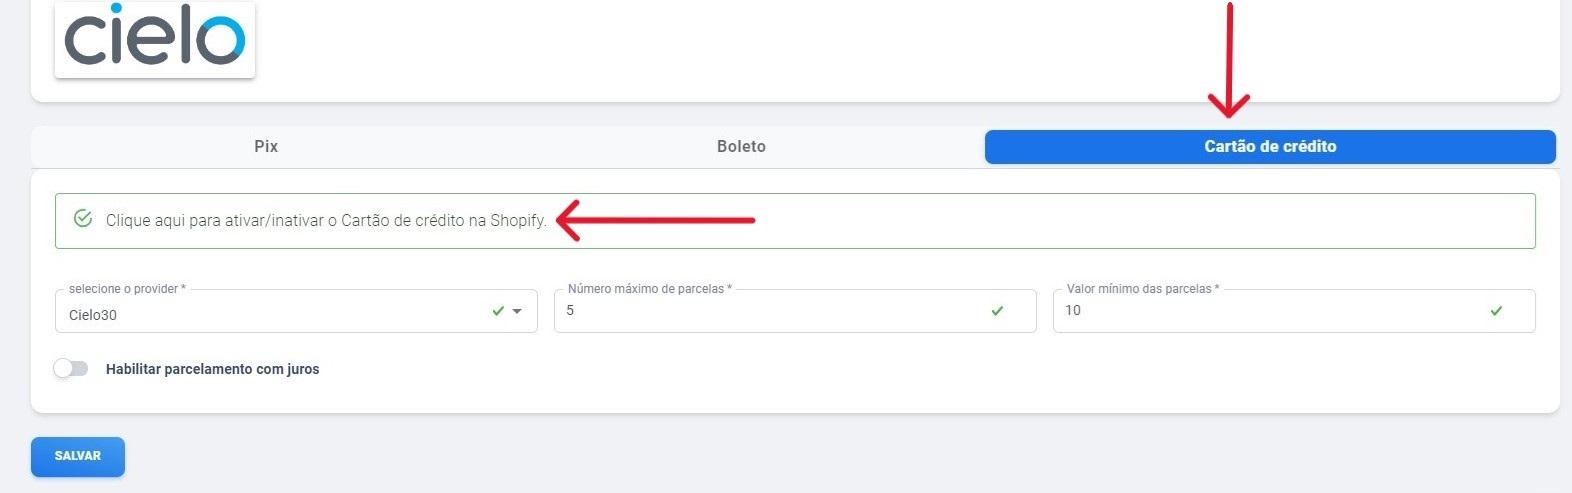 cielo
Pix Boleto Cartão de crédito
Clique aqui para ativar/inativar o Cartão de crédito na Shopify.
selecione o provider * Número máximo de parcelas * Valor mínimo das parcelas *
Cielo30 5 10
Habilitar parcelamento com juros
SALVAR